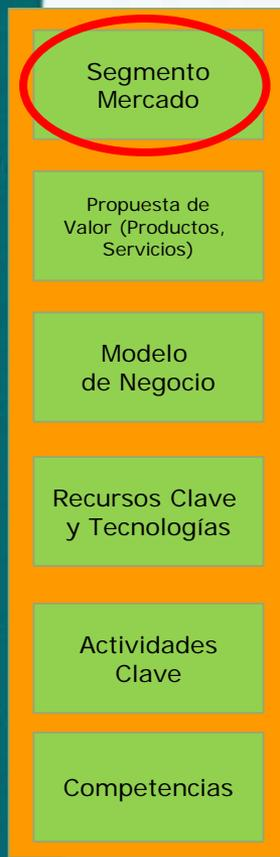 Segmento
Mercado
Propuesta de
Valor (Productos,
Servicios)
Modelo
de Negocio
Recursos Clave
y Tecnologías
Actividades
Clave
Competencias